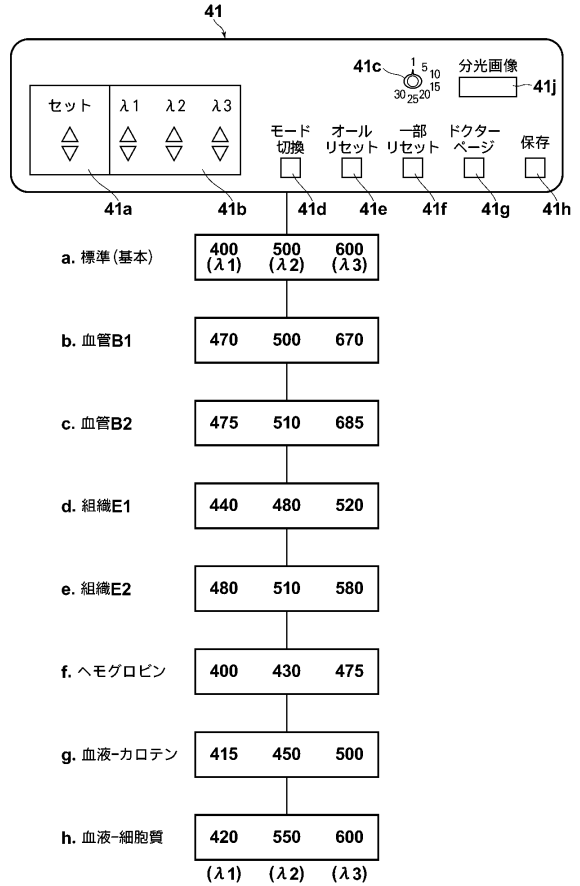 41
41c
1
5
10
15
20
25
30
分光画像
41j
セット
λ1 λ2 λ3
モード
切換
オール
リセット
一部
リセット
ドクター
ページ
保存
41a 41b 41d 41e 41f 41g 41h
a. 標準(基本) 400 500 600
(λ1) (λ2) (λ3)
b. 血管B1 470 500 670
c. 血管B2 475 510 685
d. 組織E1 440 480 520
e. 組織E2 480 510 580
f. ヘモグロビン 400 430 475
g. 血液-カロテン 415 450 500
h. 血液-細胞質 420 550 600
(λ1) (λ2) (λ3)